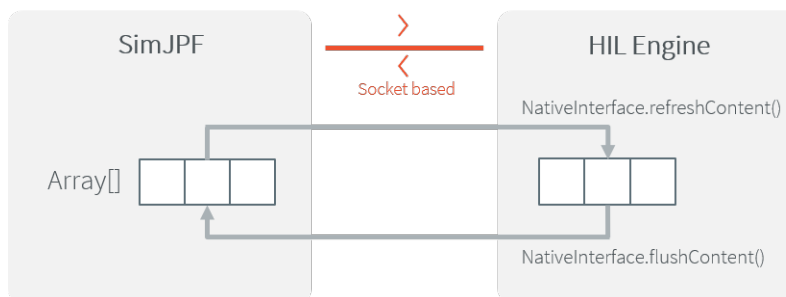 SimJPF
HIL Engine
Socket based
NativeInterface.refreshContent()
Array[]
NativeInterface.flushContent()